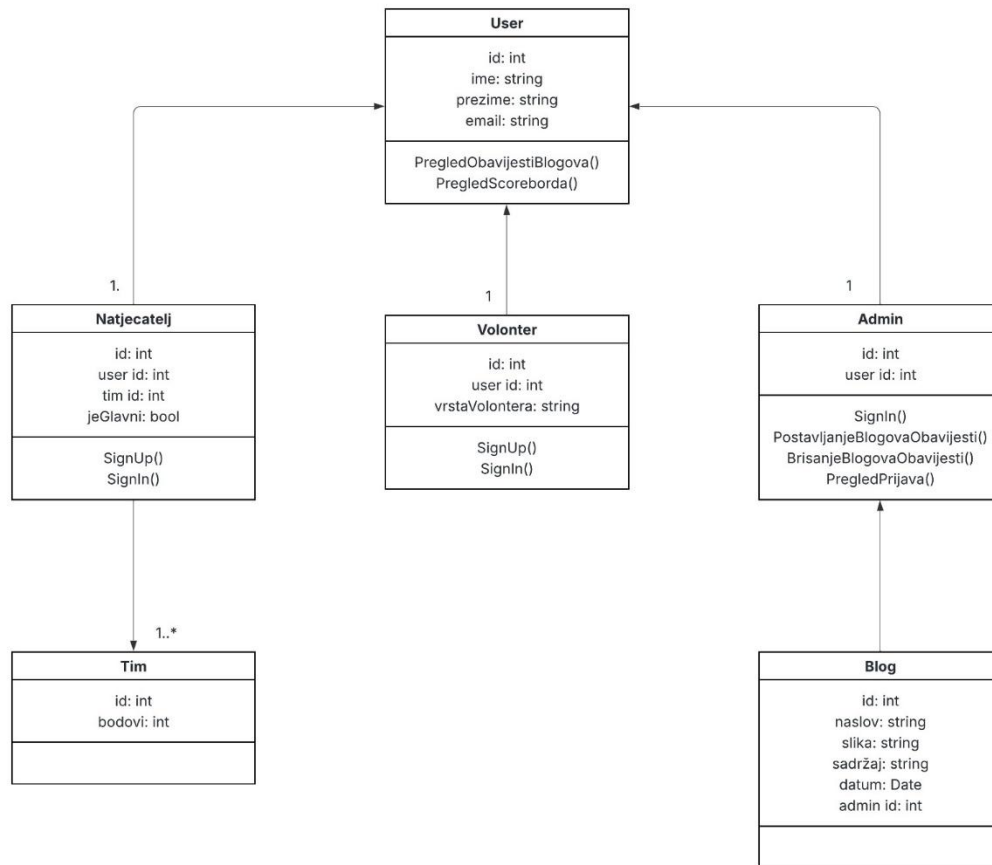 User
id: int
ime: string
prezime: string
email: string
PregledObavijestiBlogova()
PregledScoreborda()
1.
1
1
Natjecatelj
id: int
user id: int
tim id: int
jeGlavni: bool
SignUp()
SignIn()
Volonter
id: int
user id: int
vrstaVolontera: string
SignUp()
SignIn()
Admin
id: int
user id: int
SignIn()
PostavljanjeBlogovaObavijesti()
BrisanjeBlogovaObavijesti()
PregledPrijava()
1..*
Tim
id: int
bodovi: int
Blog
id: int
naslov: string
slika: string
sadržaj: string
datum: Date
admin id: int